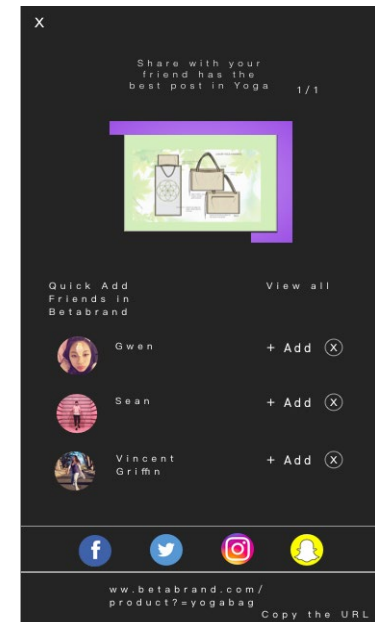 X
Share with your
friend has the
best post in Yoga
1/1
Quick Add
Friends in
Betabrand
View all
Gwen
+ Add X
Sean
+ Add X
Vincent
Griffin
+ Add X
f
ww.betabrand.com/
product?=yogabag
Copy the URL